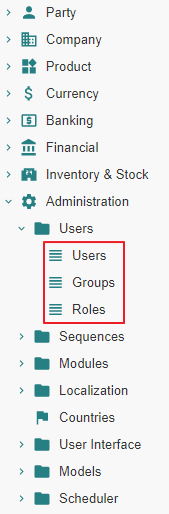 Party
Company
Product
Currency
Banking
Financial
Inventory & Stock
Administration
Users
Users
Groups
Roles
Sequences
Modules
Localization
Countries
User Interface
Models
Scheduler